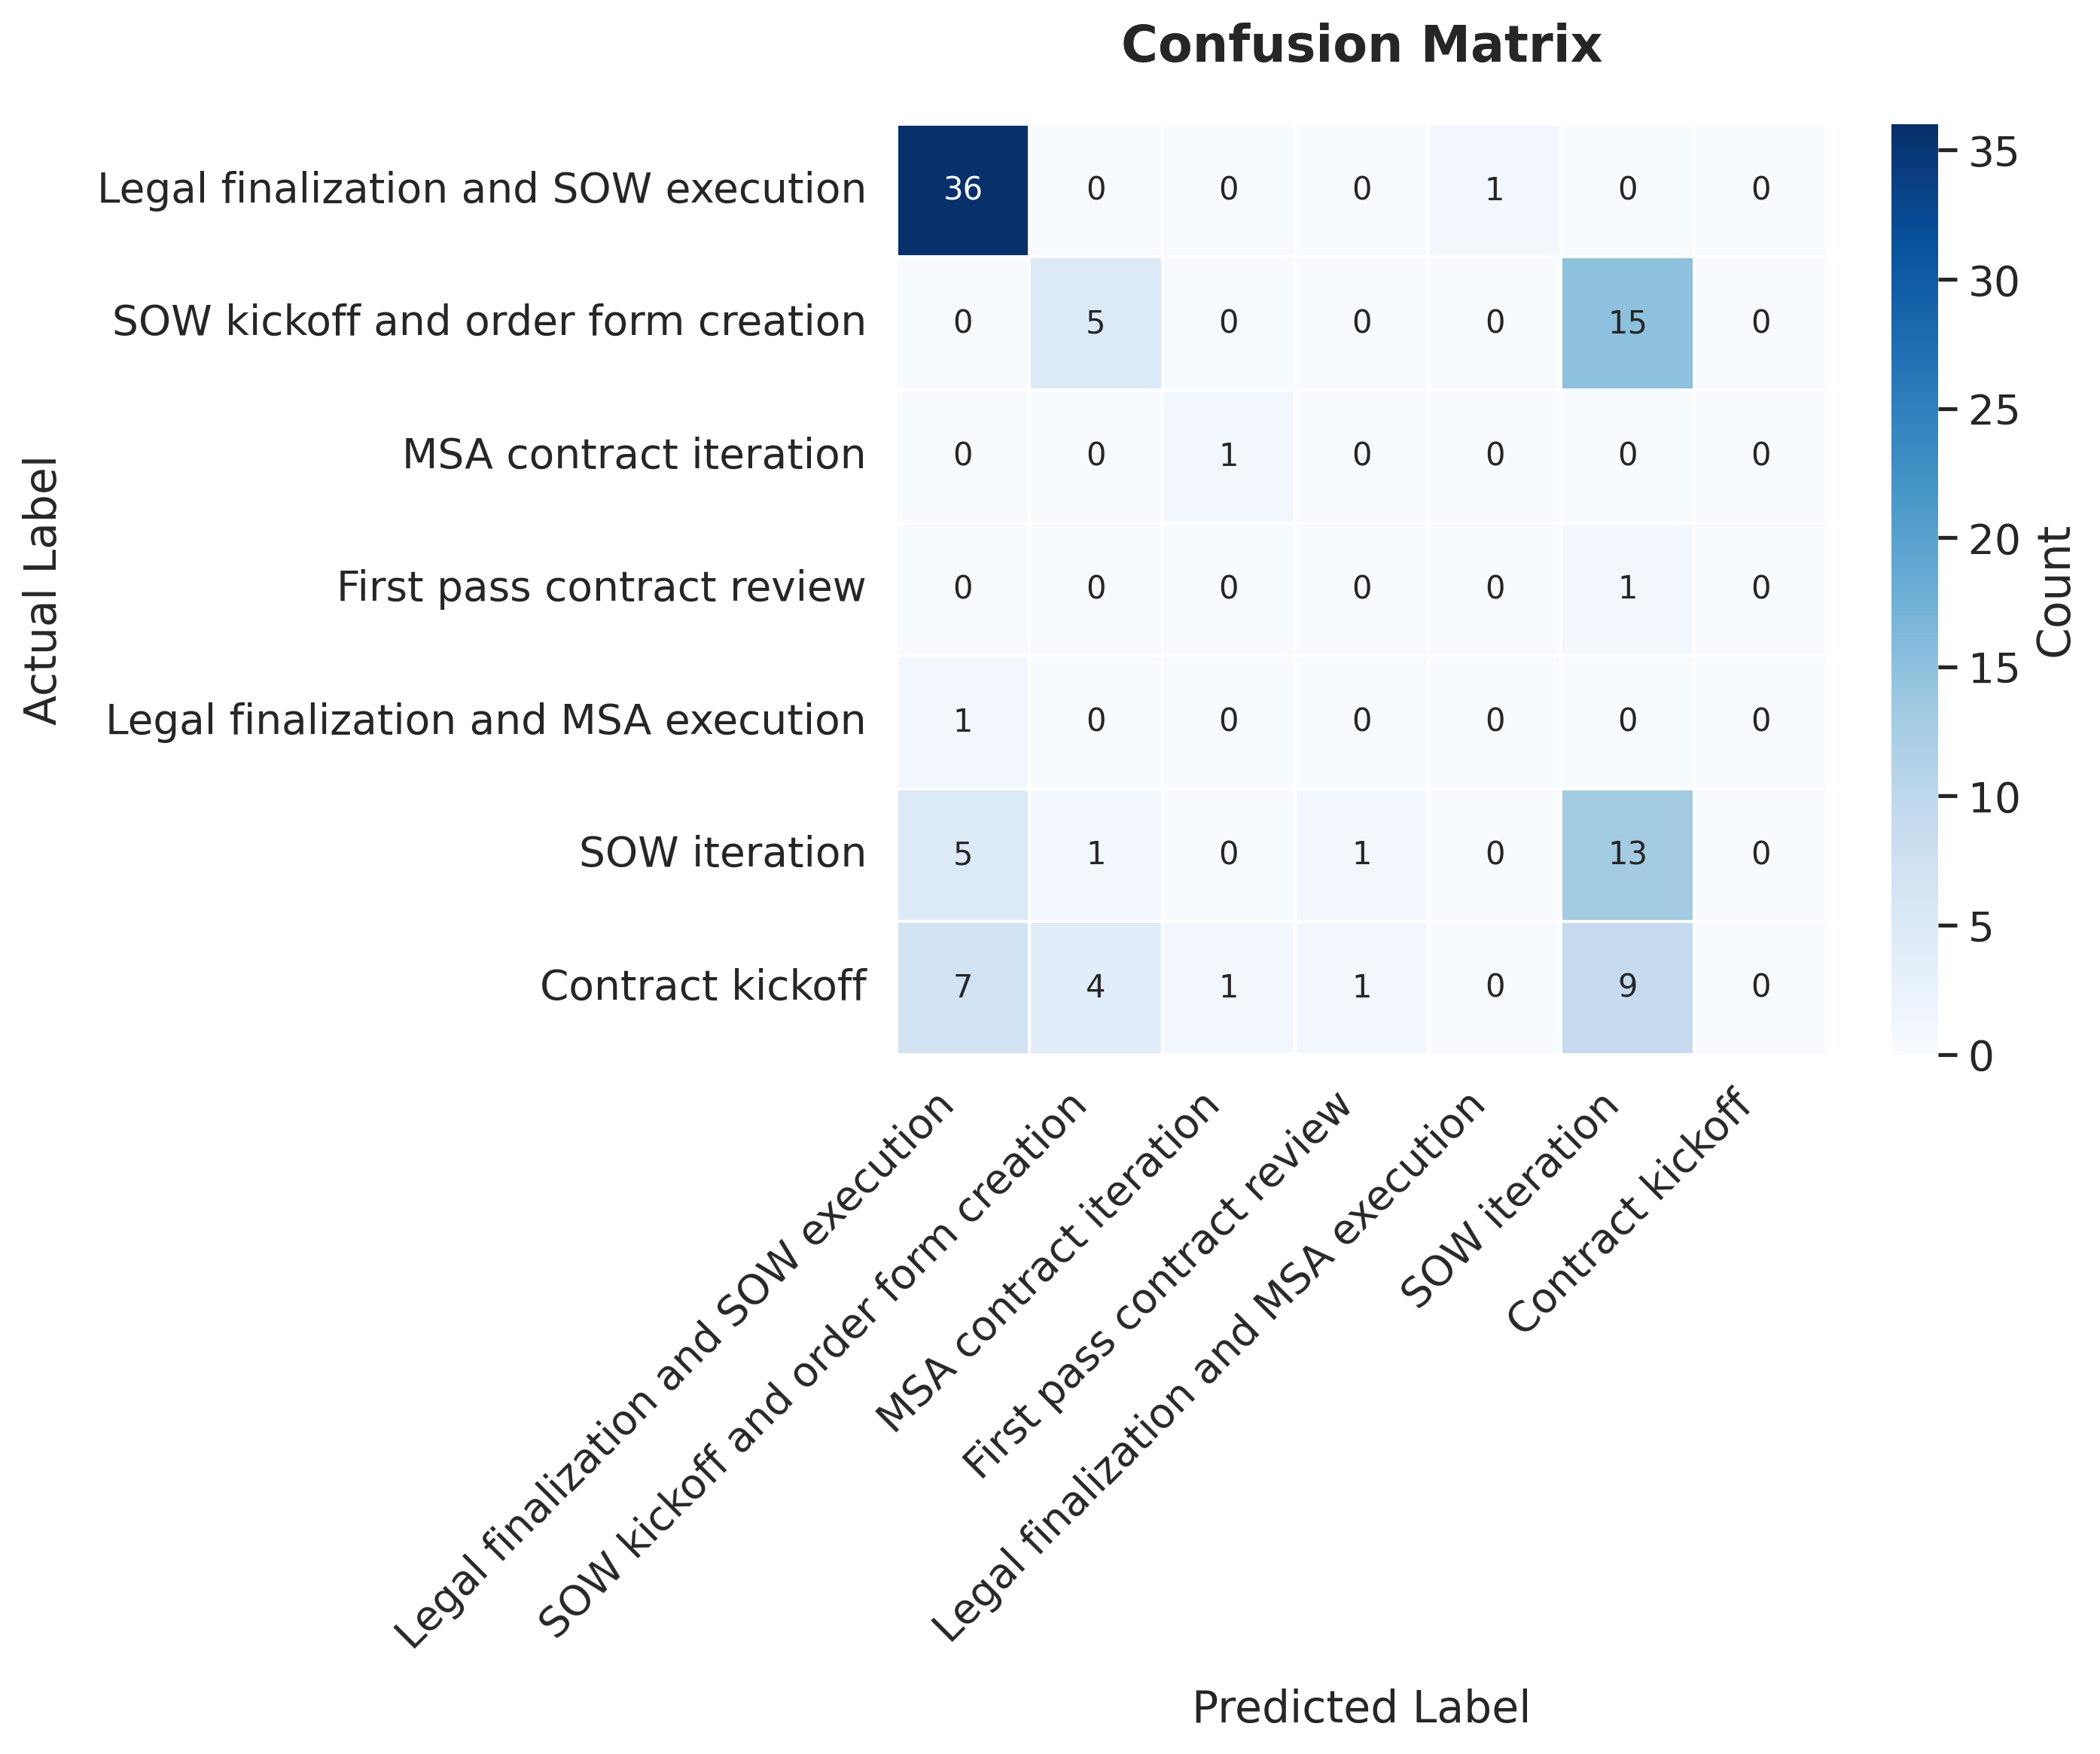 Confusion Matrix
Actual Label
Legal finalization and SOW execution 36 0 0 0 1 0 0
SOW kickoff and order form creation 0 5 0 0 0 15 0
MSA contract iteration 0 0 1 0 0 0 0
First pass contract review 0 0 0 0 0 1 0
Legal finalization and MSA execution 1 0 0 0 0 0 0
SOW iteration 5 1 0 1 0 13 0
Contract kickoff 7 4 1 1 0 9 0
Legal finalization and SOW execution
SOW kickoff and order form creation
MSA contract iteration
First pass contract review
Legal finalization and MSA execution
SOW iteration
Contract kickoff
Predicted Label
35
30
25
20
15
10
5
0
Count